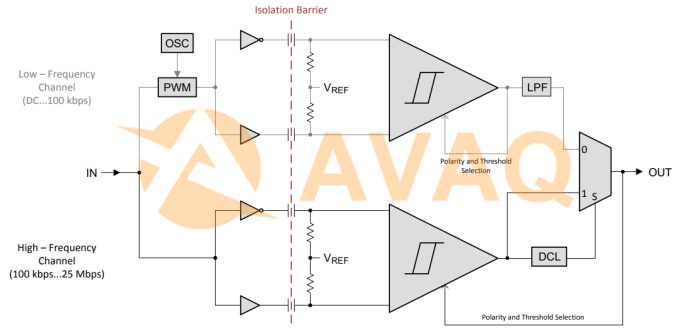 Isolation Barrier
OSC
Low – Frequency
Channel
(DC...100 kbps)
PWM
VREF
LPF
Polarity and Threshold
Selection
0
IN
AVAQ
OUT
1
S
High – Frequency
Channel
(100 kbps...25 Mbps)
VREF
DCL
Polarity and Threshold Selection